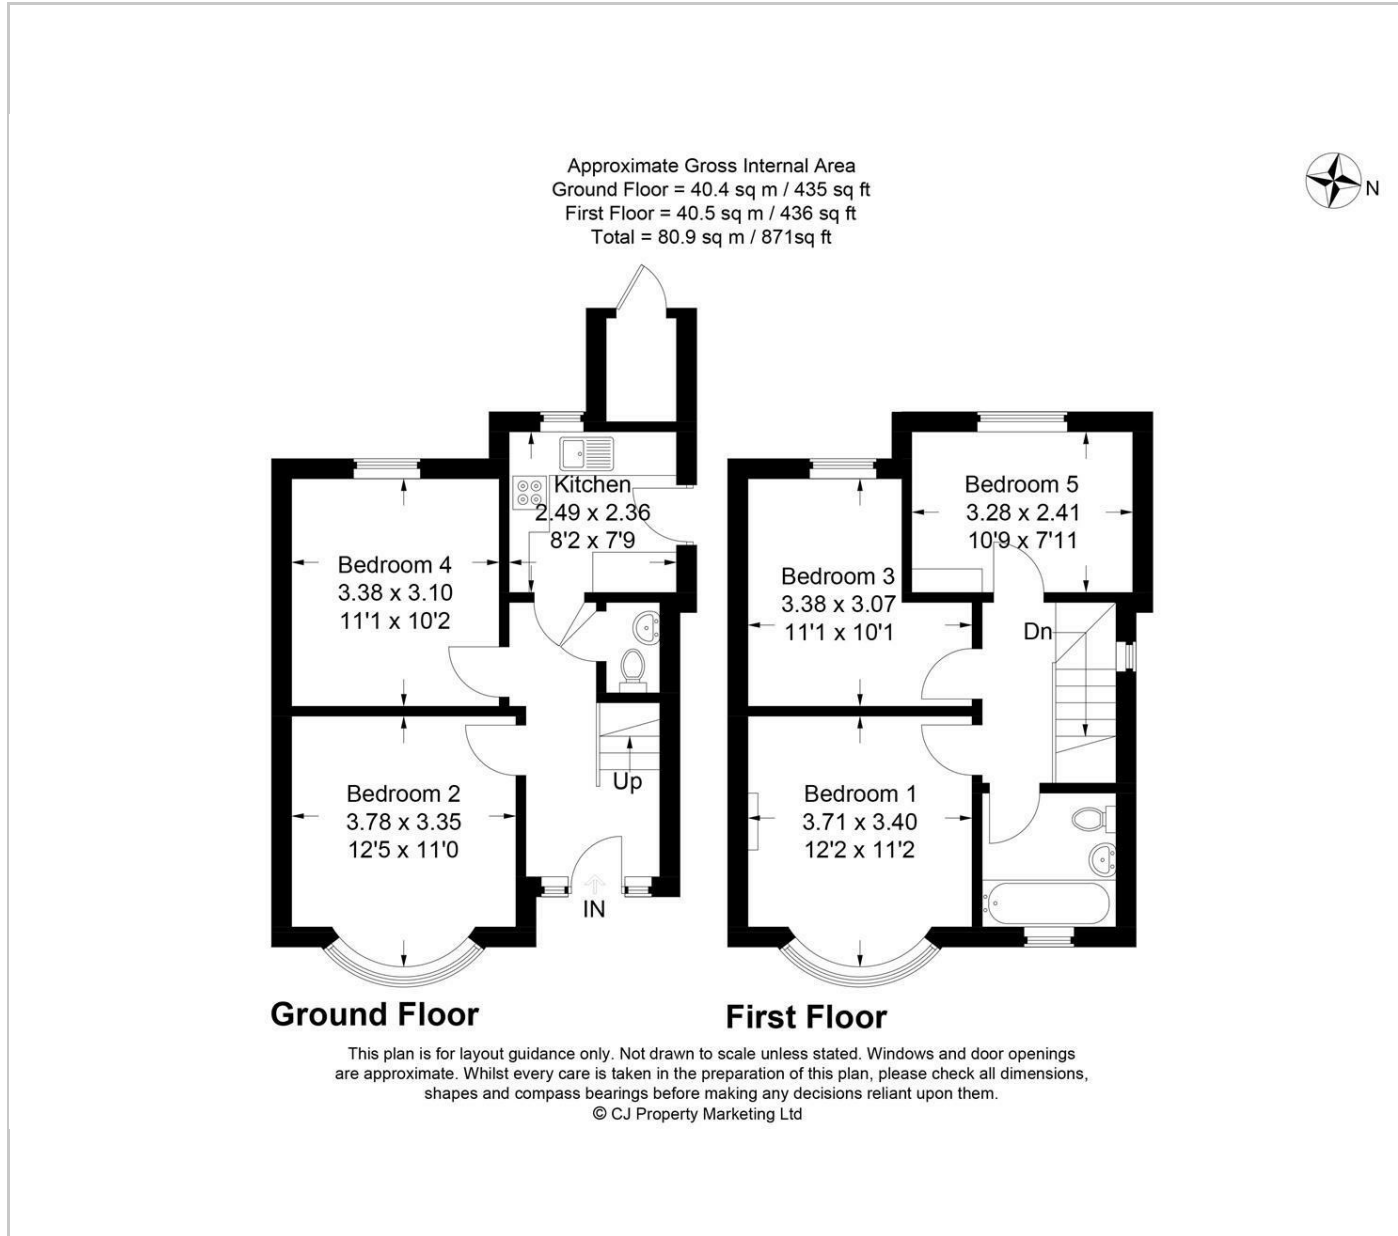 Approximate Gross Internal Area
Ground Floor = 40.4 sq m / 435 sq ft
First Floor = 40.5 sq m / 436 sq ft
Total = 80.9 sq m / 871sq ft
N
Kitchen
2.49 x 2.36
8'2 x 7'9
Bedroom 4
3.38 x 3.10
11'1 x 10'2
Bedroom 2
3.78 x 3.35
12'5 x 11'0
Up
IN
Bedroom 5
3.28 x 2.41
10'9 x 7'11
Bedroom 3
3.38 x 3.07
11'1 x 10'1
Dn
Bedroom 1
3.71 x 3.40
12'2 x 11'2
Ground Floor
First Floor
This plan is for layout guidance only. Not drawn to scale unless stated. Windows and door openings
are approximate. Whilst every care is taken in the preparation of this plan, please check all dimensions,
shapes and compass bearings before making any decisions reliant upon them.
© CJ Property Marketing Ltd